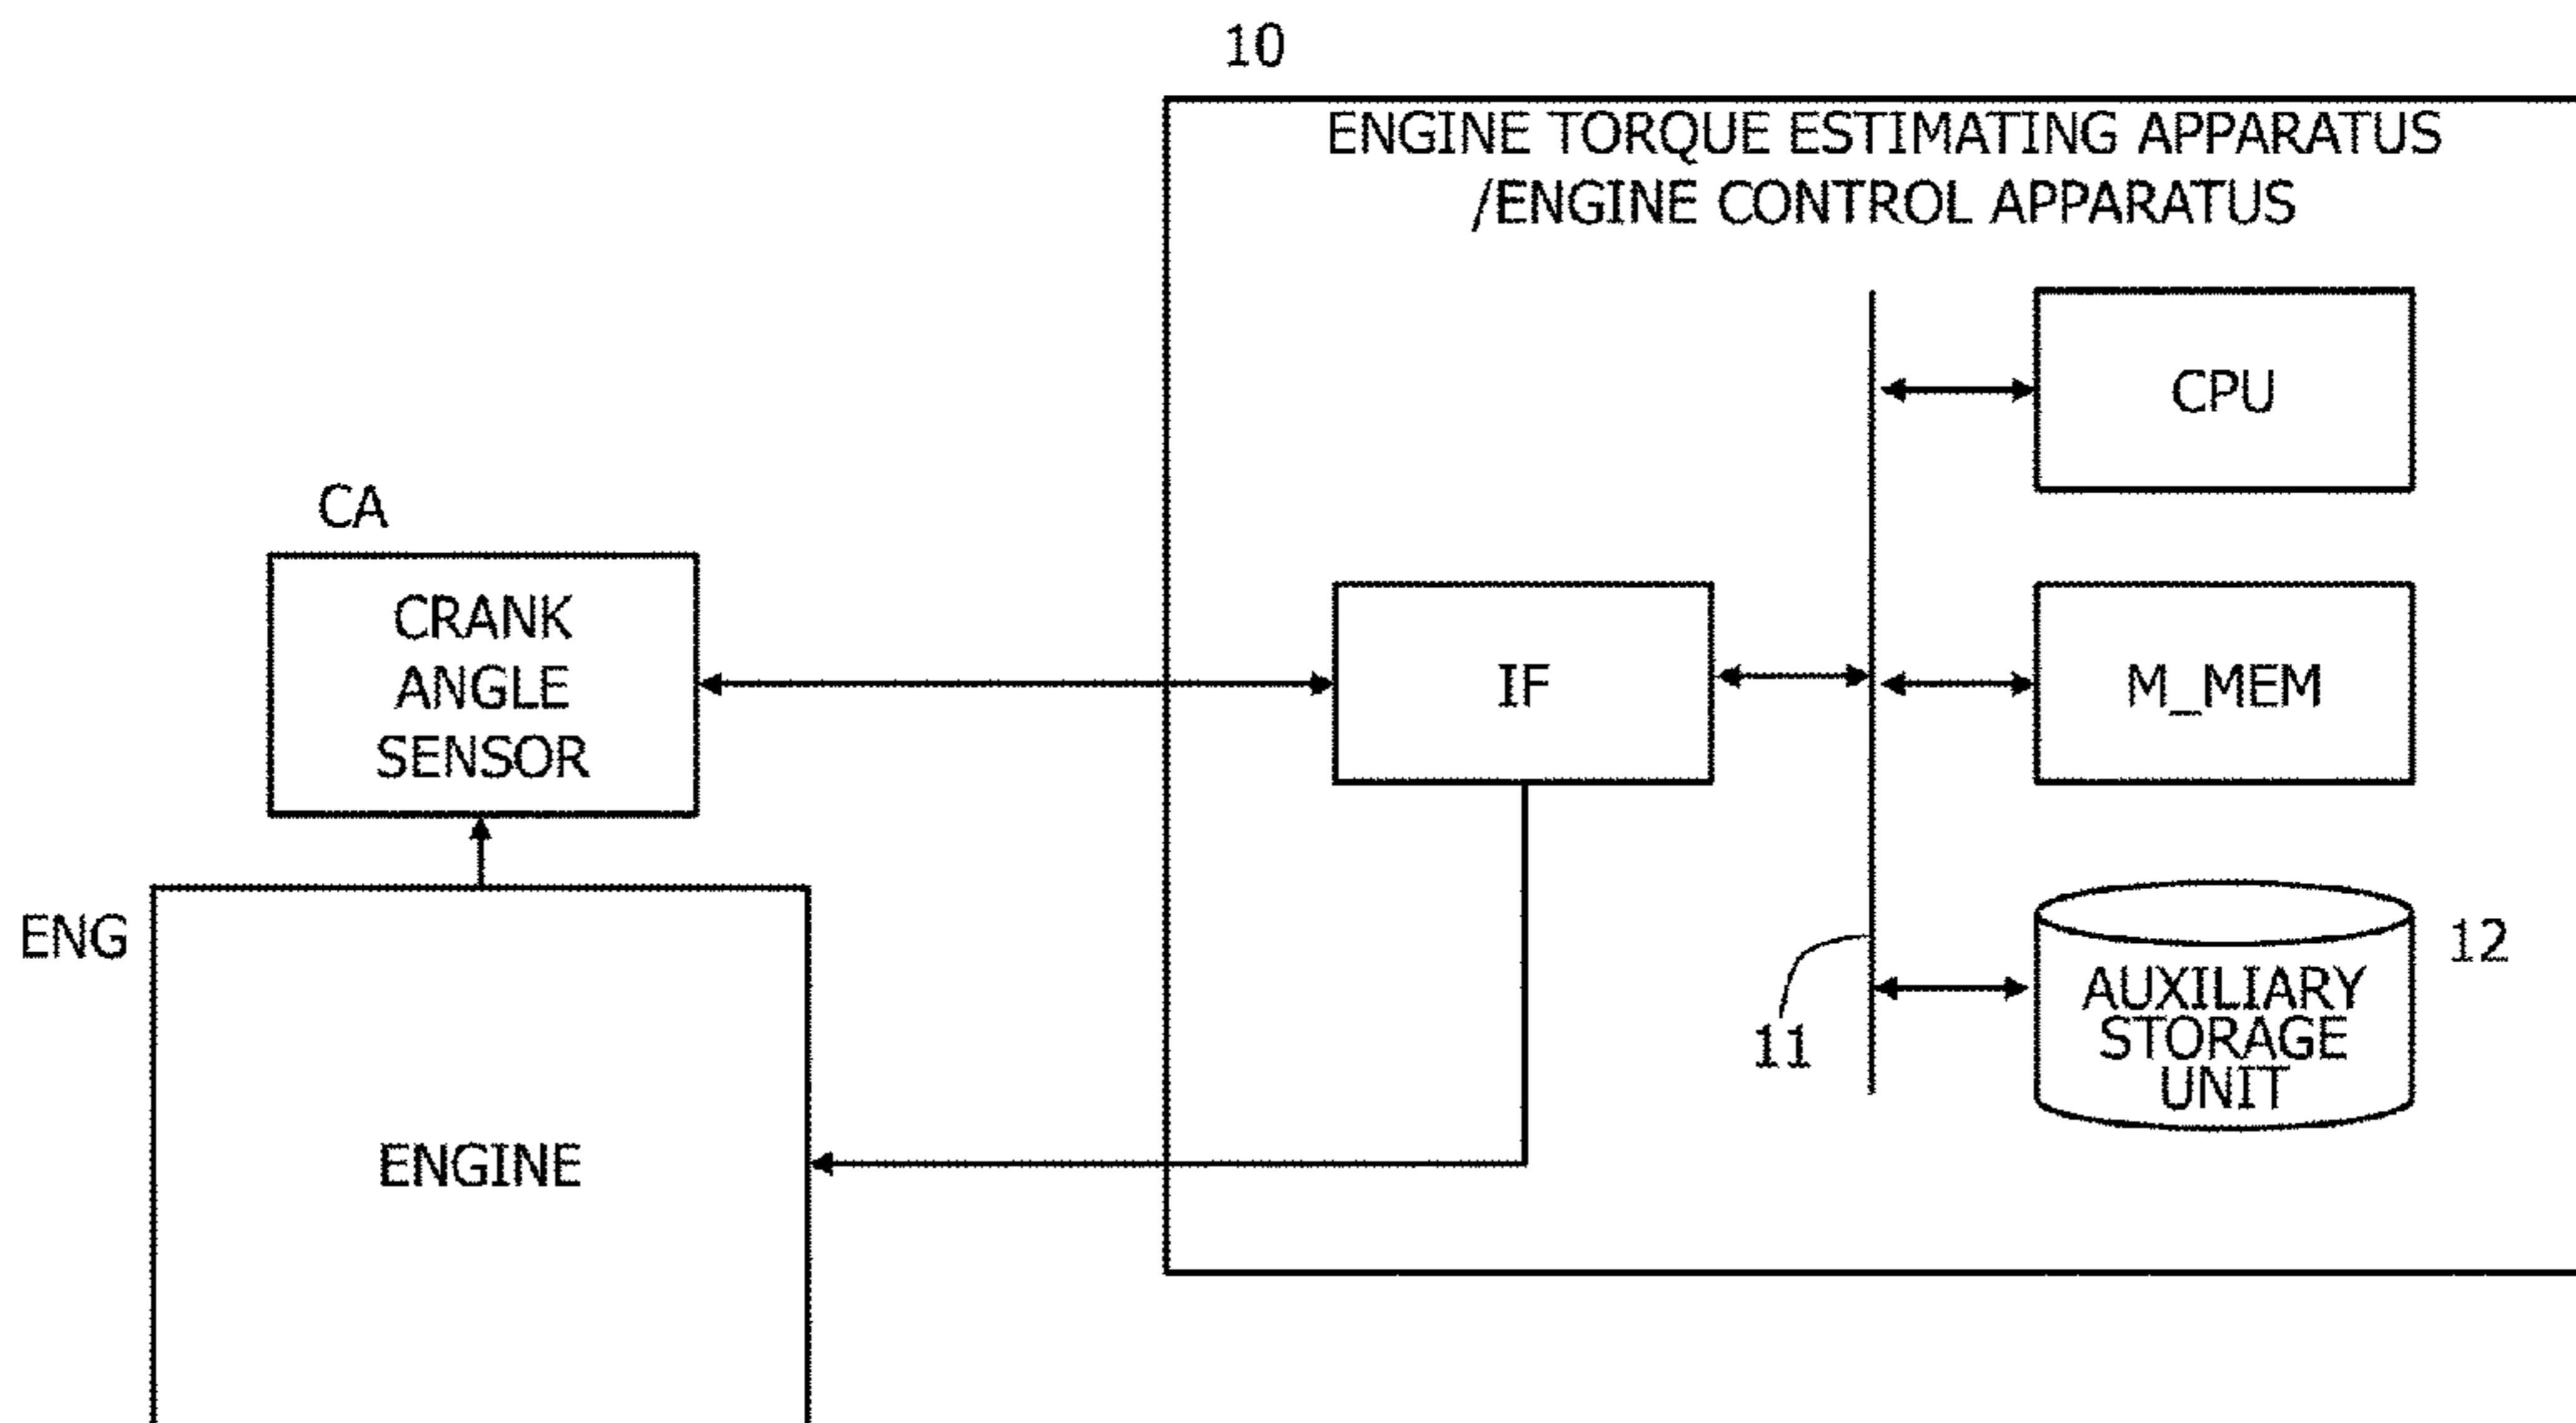 10
ENGINE TORQUE ESTIMATING APPARATUS
/ENGINE CONTROL APPARATUS
CPU
CA
CRANK
ANGLE
SENSOR
IF
M_MEM
ENG
ENGINE
11
AUXILIARY
STORAGE
UNIT
12